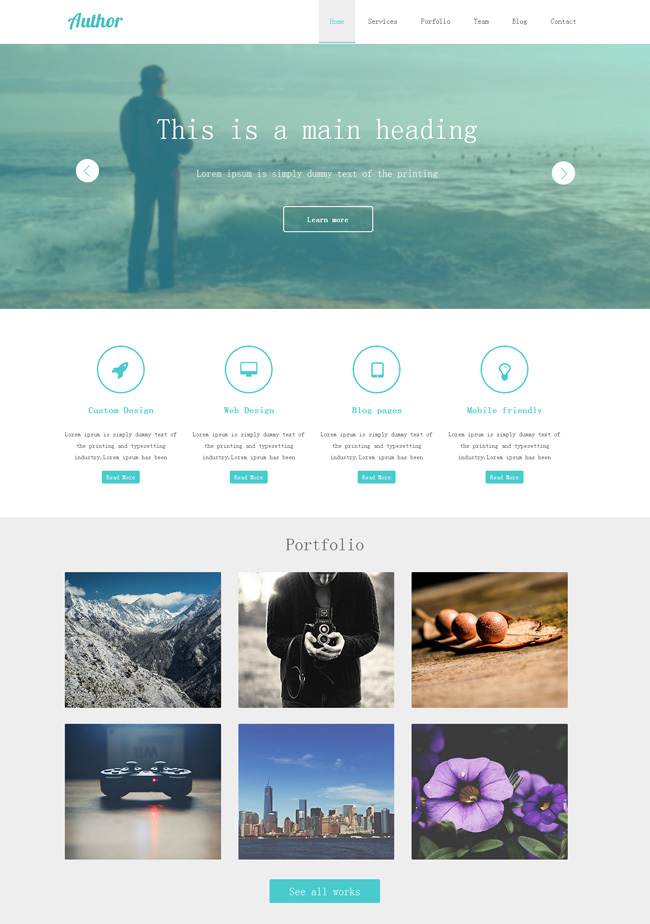 Author
Home Services Porfolio Team Blog Contact
This is a main heading
Lorem ipsum is simply dummy text of the printing
Learn more
Custom Design Web Design Blog pages Mobile friendly
Lorem ipsum is simply dummy text of
the printing and typesetting
industry.Lorem ipsum has been
Read More
Lorem ipsum is simply dummy text of
the printing and typesetting
industry.Lorem ipsum has been
Read More
Lorem ipsum is simply dummy text of
the printing and typesetting
industry.Lorem ipsum has been
Read More
Lorem ipsum is simply dummy text of
the printing and typesetting
industry.Lorem ipsum has been
Read More
Portfolio
See all works